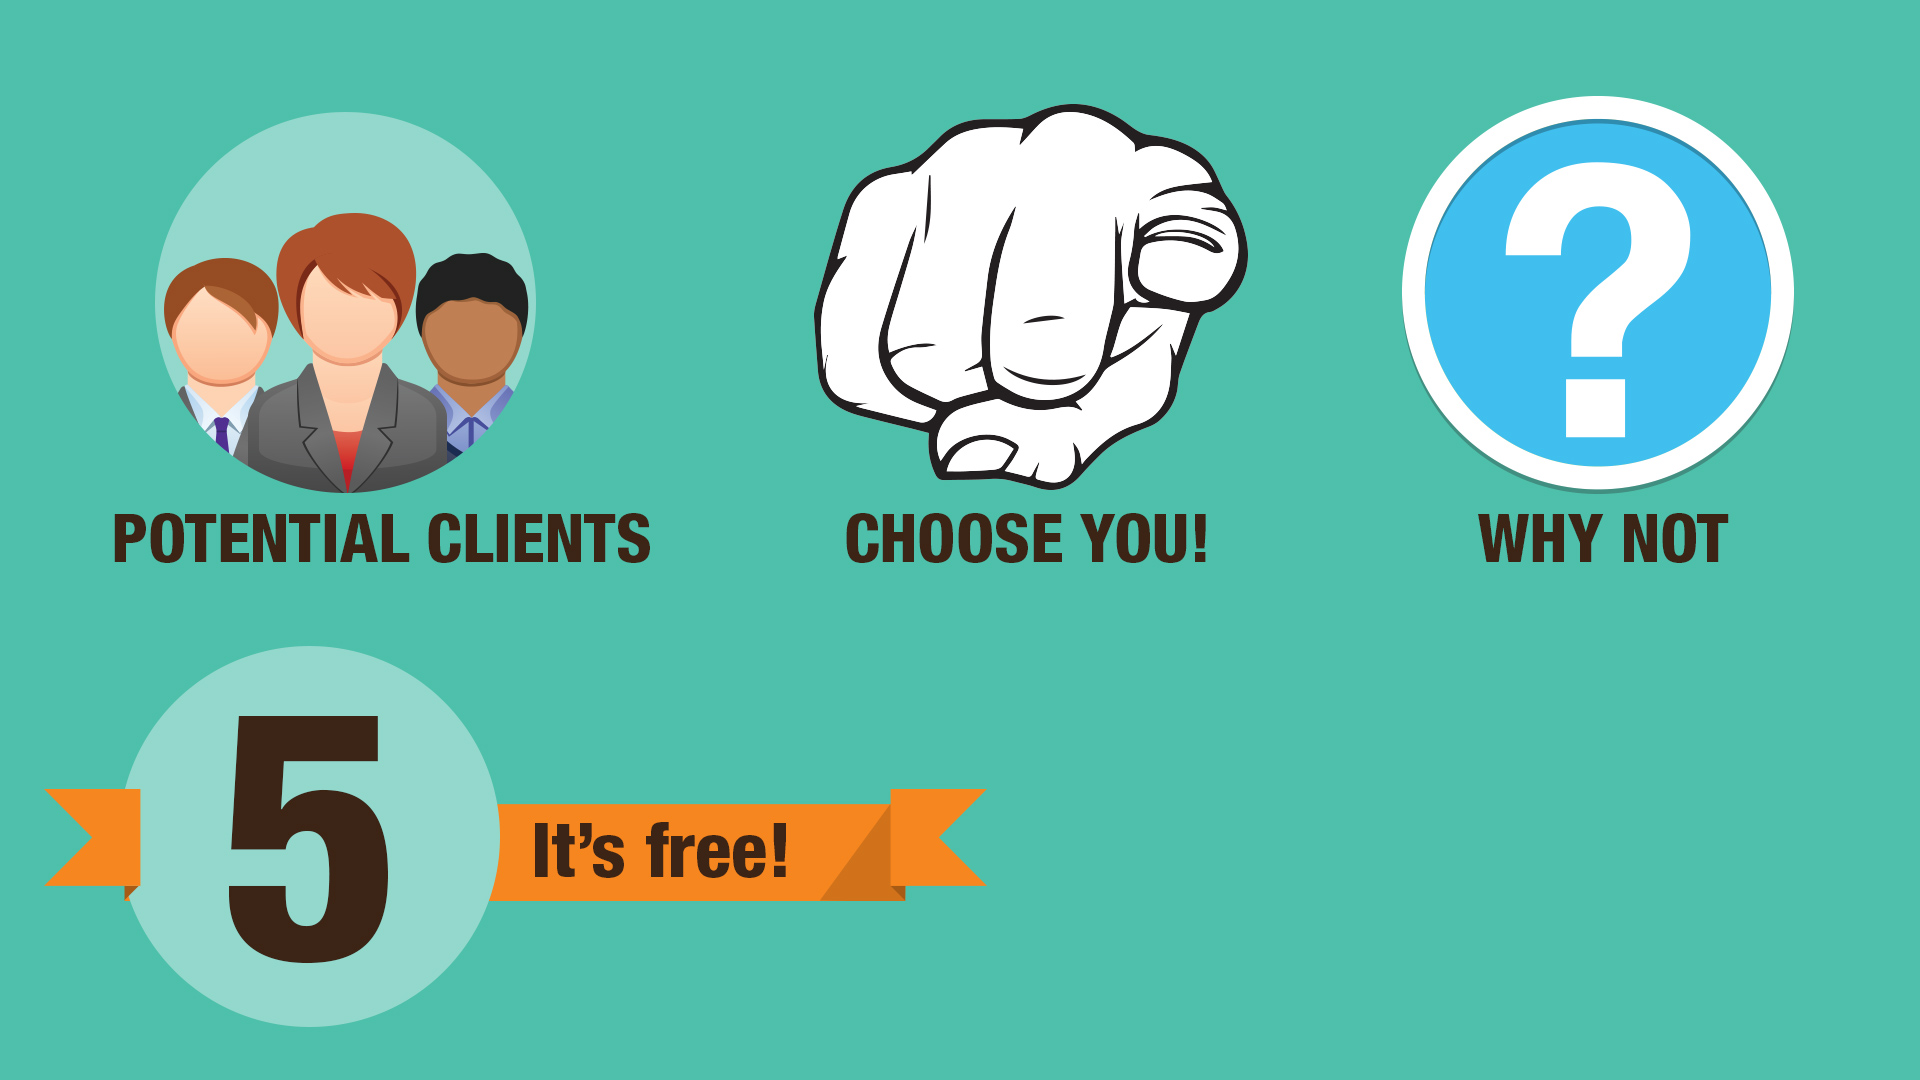 ?
POTENTIAL CLIENTS
CHOOSE YOU!
WHY NOT
5
It’s free!